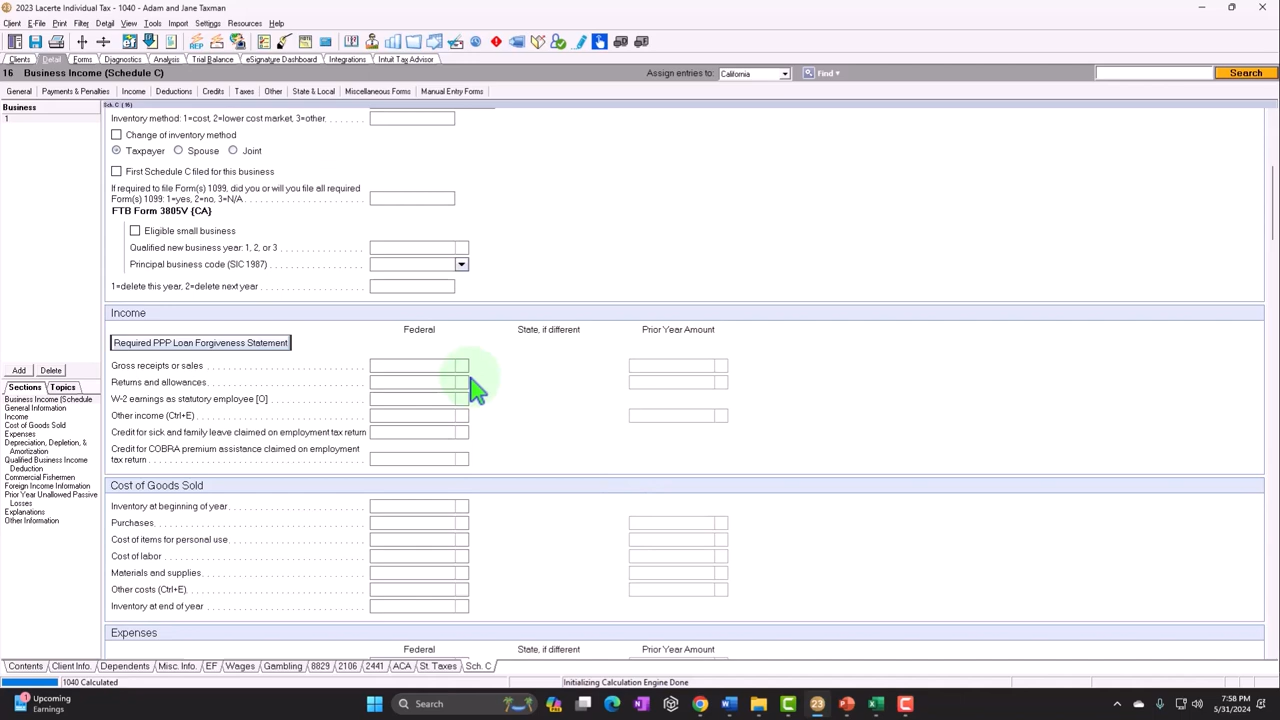 2023 Lacerte Individual Tax - 1040 - Adam and Jane Taxman
Client E-File Print Filter Detail View Tools Import Settings Resources Help
Clients Detail Forms Diagnostics Analysis Trial Balance eSignature Dashboard Integrations Intuit Tax Advisor
16 Business Income (Schedule C) Assign entries to: California Find Search
General Payments & Penalties Income Deductions Credits Taxes Other State & Local Miscellaneous Forms Manual Entry Forms
Business
1
Sch. C (16)
Inventory method: 1=cost, 2=lower cost market, 3=other
Change of inventory method
Taxpayer Spouse Joint
First Schedule C filed for this business
If required to file Form(s) 1099, did you or will you file all required
Form(s) 1099: 1=yes, 2=no, 3=N/A
FTB Form 3805V {CA}
Eligible small business
Qualified new business year: 1, 2, or 3
Principal business code (SIC 1987)
1=delete this year, 2=delete next year
Income
Federal State, if different Prior Year Amount
Required PPP Loan Forgiveness Statement
Gross receipts or sales
Returns and allowances
W-2 earnings as statutory employee [O]
Other income (Ctrl+E)
Credit for sick and family leave claimed on employment tax return
Credit for COBRA premium assistance claimed on employment
tax return
Cost of Goods Sold
Inventory at beginning of year
Purchases
Cost of items for personal use
Cost of labor
Materials and supplies
Other costs (Ctrl+E)
Inventory at end of year
Expenses
Federal State, if different Prior Year Amount
Add Delete
Sections Topics
Business Income (Schedule
General Information
Income
Cost of Goods Sold
Expenses
Depreciation, Depletion, &
Amortization
Qualified Business Income
Deduction
Commercial Fishermen
Foreign Income Information
Prior Year Unallowed Passive
Losses
Explanations
Other Information
Contents Client Info. Dependents Misc. Info. EF Wages Gambling 8829 2106 2441 ACA St. Taxes Sch. C
1040 Calculated Initializing Calculation Engine Done
Upcoming
Earnings
Search
23
7:58 PM
5/31/2024